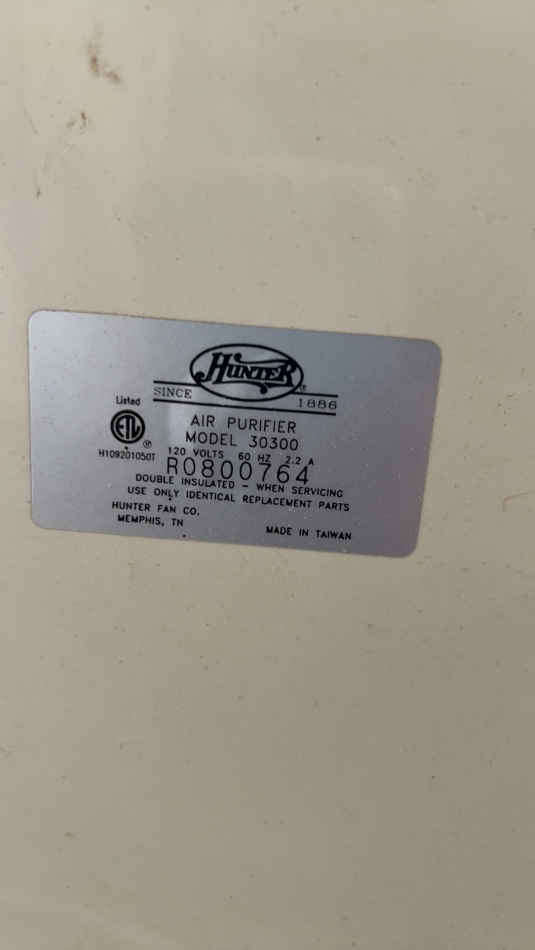 HUNTER®
SINCE 1886
Listed
ETL
®
H109201050T
AIR PURIFIER
MODEL 30300
120 VOLTS 60 HZ 2.2 A
R0800764
DOUBLE INSULATED - WHEN SERVICING
USE ONLY IDENTICAL REPLACEMENT PARTS
HUNTER FAN CO.
MEMPHIS, TN
MADE IN TAIWAN